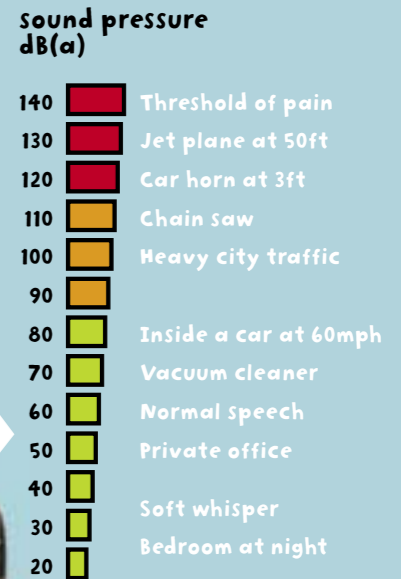 sound pressure
dB(a)
140 Threshold of pain
130 Jet plane at 50ft
120 Car horn at 3ft
110 Chain saw
100 Heavy city traffic
90
80 Inside a car at 60mph
70 Vacuum cleaner
60 Normal speech
50 Private office
40
Soft whisper
30
Bedroom at night
20